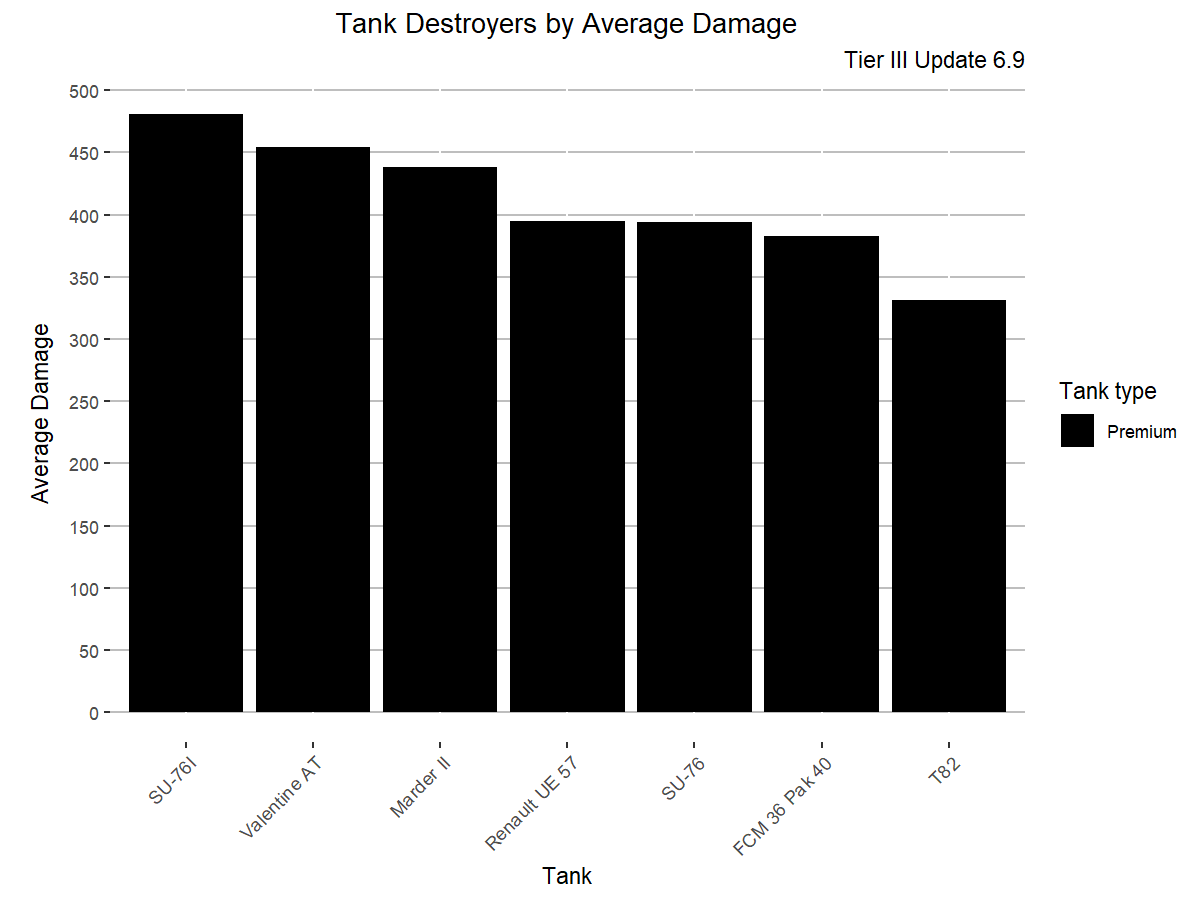 Tank Destroyers by Average Damage
Tier III Update 6.9
Average Damage
500
450
400
350
300
250
200
150
100
50
0
SU-76I
Valentine AT
Marder II
Renault UE 57
SU-76
FCM 36 Pak 40
T82
Tank
Tank type
Premium